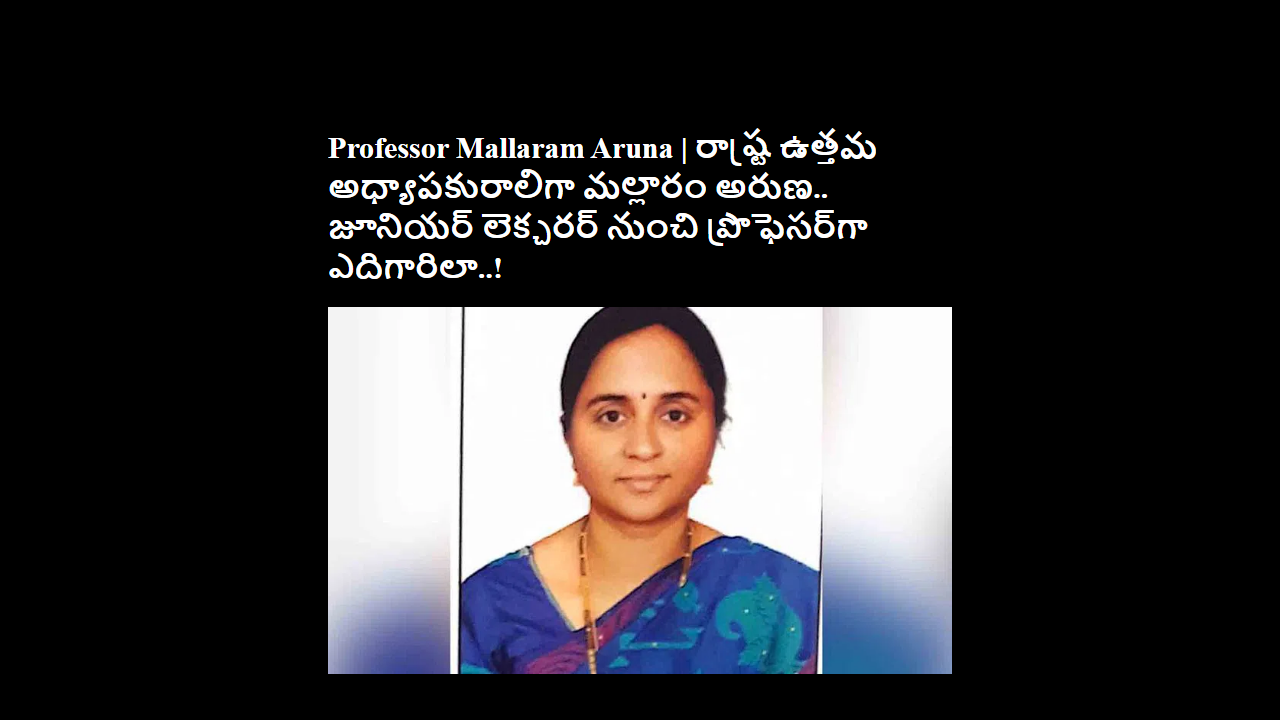 Professor Mallaram Aruna | రాష్ట్ర ఉత్తమ
అధ్యాపకురాలిగా మల్లారం అరుణ..
జూనియర్ లెక్చరర్ నుంచి ప్రొఫెసర్‌గా
ఎదిగారిలా..!